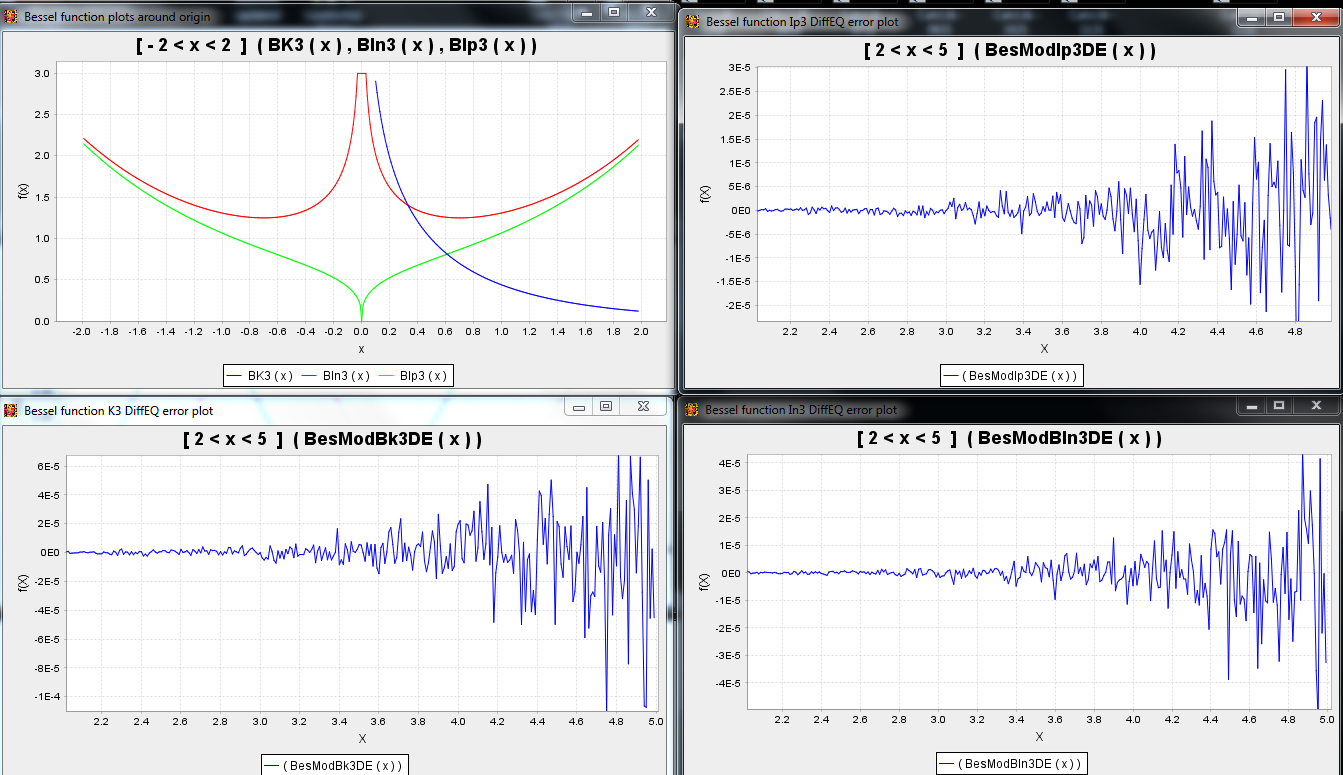 Bessel function plots around origin
[ - 2 < x < 2 ] ( BK3 ( x ) , BIn3 ( x ) , BIp3 ( x ) )
3.0
2.5
2.0
1.5
1.0
0.5
0.0
f(x)
-2.0 -1.8 -1.6 -1.4 -1.2 -1.0 -0.8 -0.6 -0.4 -0.2 0.0 0.2 0.4 0.6 0.8 1.0 1.2 1.4 1.6 1.8 2.0
x
BK3 ( x ) BIn3 ( x ) BIp3 ( x )
Bessel function Ip3 DiffEQ error plot
[ 2 < x < 5 ] ( BesModIp3DE ( x ) )
3E-5
2.5E-5
2E-5
1.5E-5
1E-5
5E-6
0E0
-5E-6
-1E-5
-1.5E-5
-2E-5
f(X)
2.2 2.4 2.6 2.8 3.0 3.2 3.4 3.6 3.8 4.0 4.2 4.4 4.6 4.8
X
( BesModIp3DE ( x ) )
Bessel function K3 DiffEQ error plot
[ 2 < x < 5 ] ( BesModBk3DE ( x ) )
6E-5
4E-5
2E-5
0E0
-2E-5
-4E-5
-6E-5
-8E-5
-1E-4
f(X)
2.2 2.4 2.6 2.8 3.0 3.2 3.4 3.6 3.8 4.0 4.2 4.4 4.6 4.8 5.0
X
( BesModBk3DE ( x ) )
Bessel function In3 DiffEQ error plot
[ 2 < x < 5 ] ( BesModBIn3DE ( x ) )
4E-5
3E-5
2E-5
1E-5
0E0
-1E-5
-2E-5
-3E-5
-4E-5
f(X)
2.2 2.4 2.6 2.8 3.0 3.2 3.4 3.6 3.8 4.0 4.2 4.4 4.6 4.8 5.0
X
( BesModBIn3DE ( x ) )